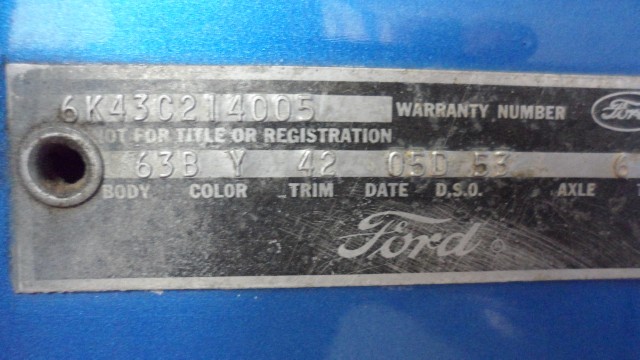 6K43C214005 WARRANTY NUMBER Ford
NOT FOR TITLE OR REGISTRATION
63B Y 42 05D 53 6
BODY COLOR TRIM DATE D.S.O. AXLE
Ford